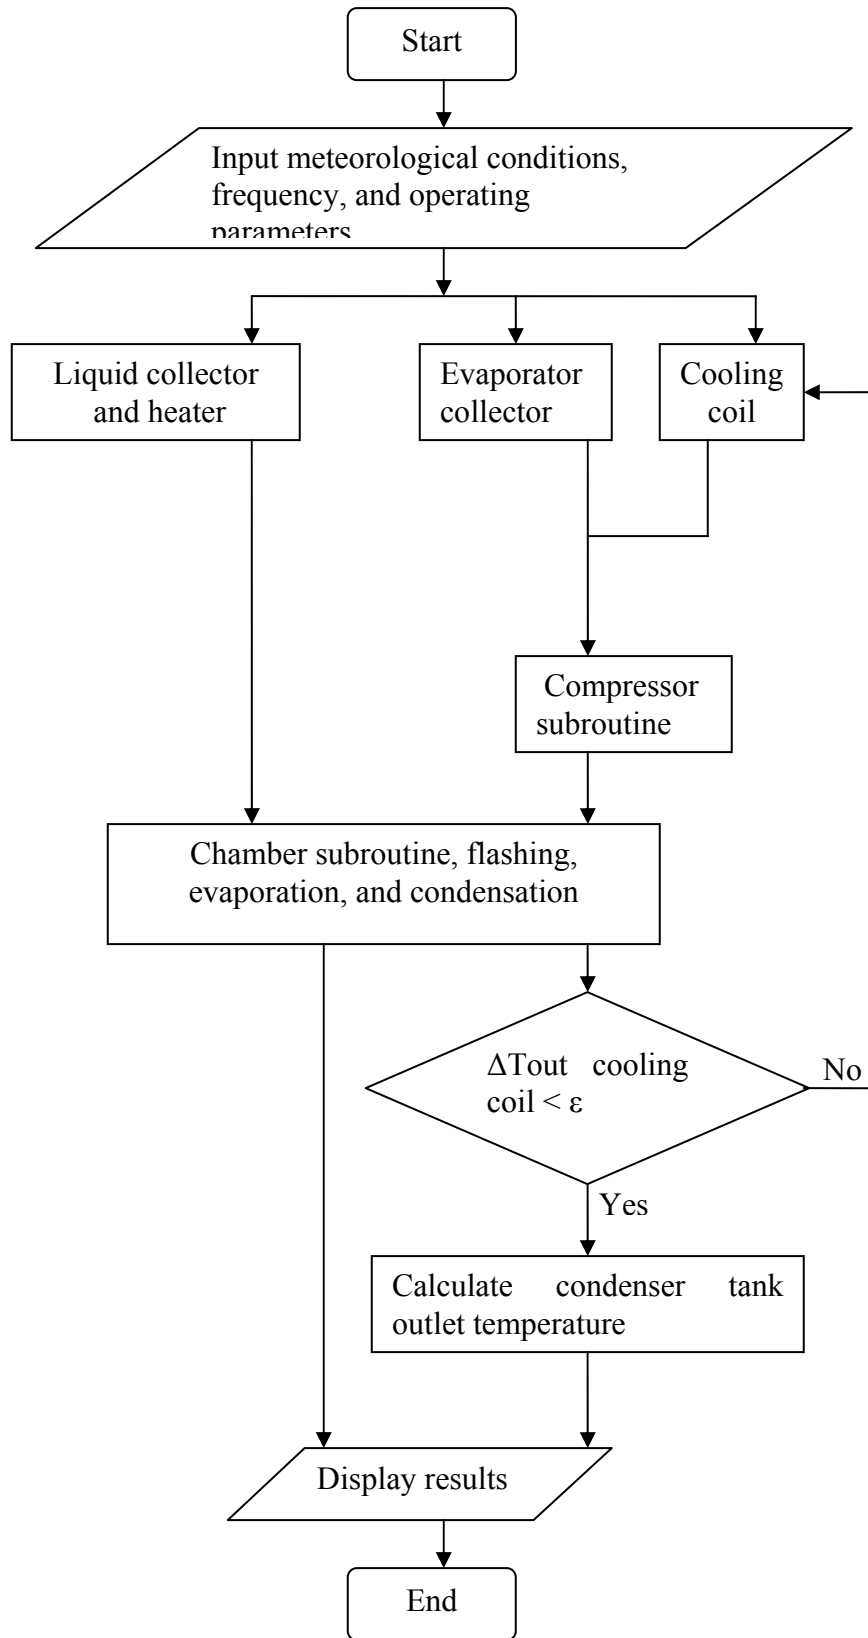 Start
Input meteorological conditions,
frequency, and operating
parameters
Liquid collector
and heater
Evaporator
collector
Cooling
coil
Compressor
subroutine
Chamber subroutine, flashing,
evaporation, and condensation
ΔTout cooling
coil < ε
No
Yes
Calculate condenser tank
outlet temperature
Display results
End